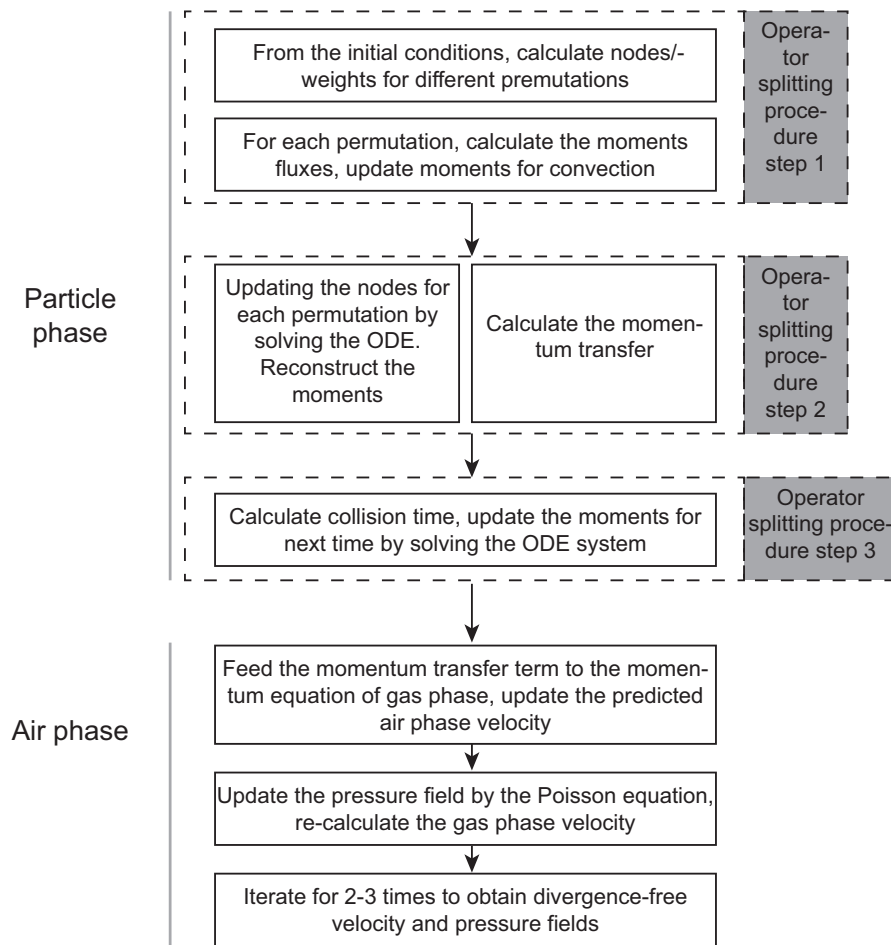 From the initial conditions, calculate nodes/-
weights for different premutations
For each permutation, calculate the moments
fluxes, update moments for convection
Opera-
tor
splitting
proce-
dure
step 1
Particle
phase
Updating the nodes for
each permutation by
solving the ODE.
Reconstruct the
moments
Calculate the momen-
tum transfer
Opera-
tor
splitting
proce-
dure
step 2
Calculate collision time, update the moments for
next time by solving the ODE system
Operator
splitting proce-
dure step 3
Air phase
Feed the momentum transfer term to the momen-
tum equation of gas phase, update the predicted
air phase velocity
Update the pressure field by the Poisson equation,
re-calculate the gas phase velocity
Iterate for 2-3 times to obtain divergence-free
velocity and pressure fields